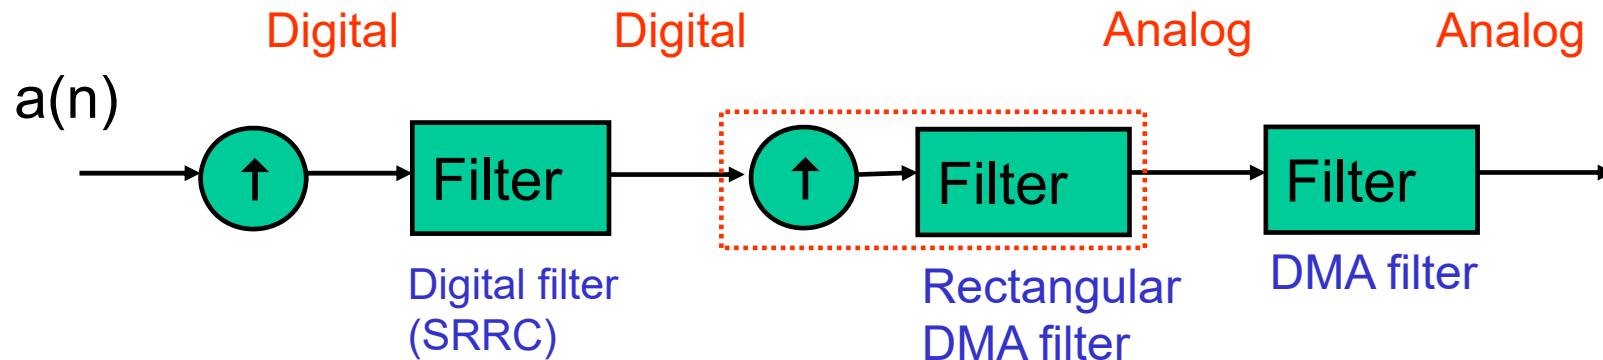 Digital
Digital
Analog
Analog
a(n)
Filter
Filter
Filter
Digital filter
(SRRC)
Rectangular
DMA filter
DMA filter